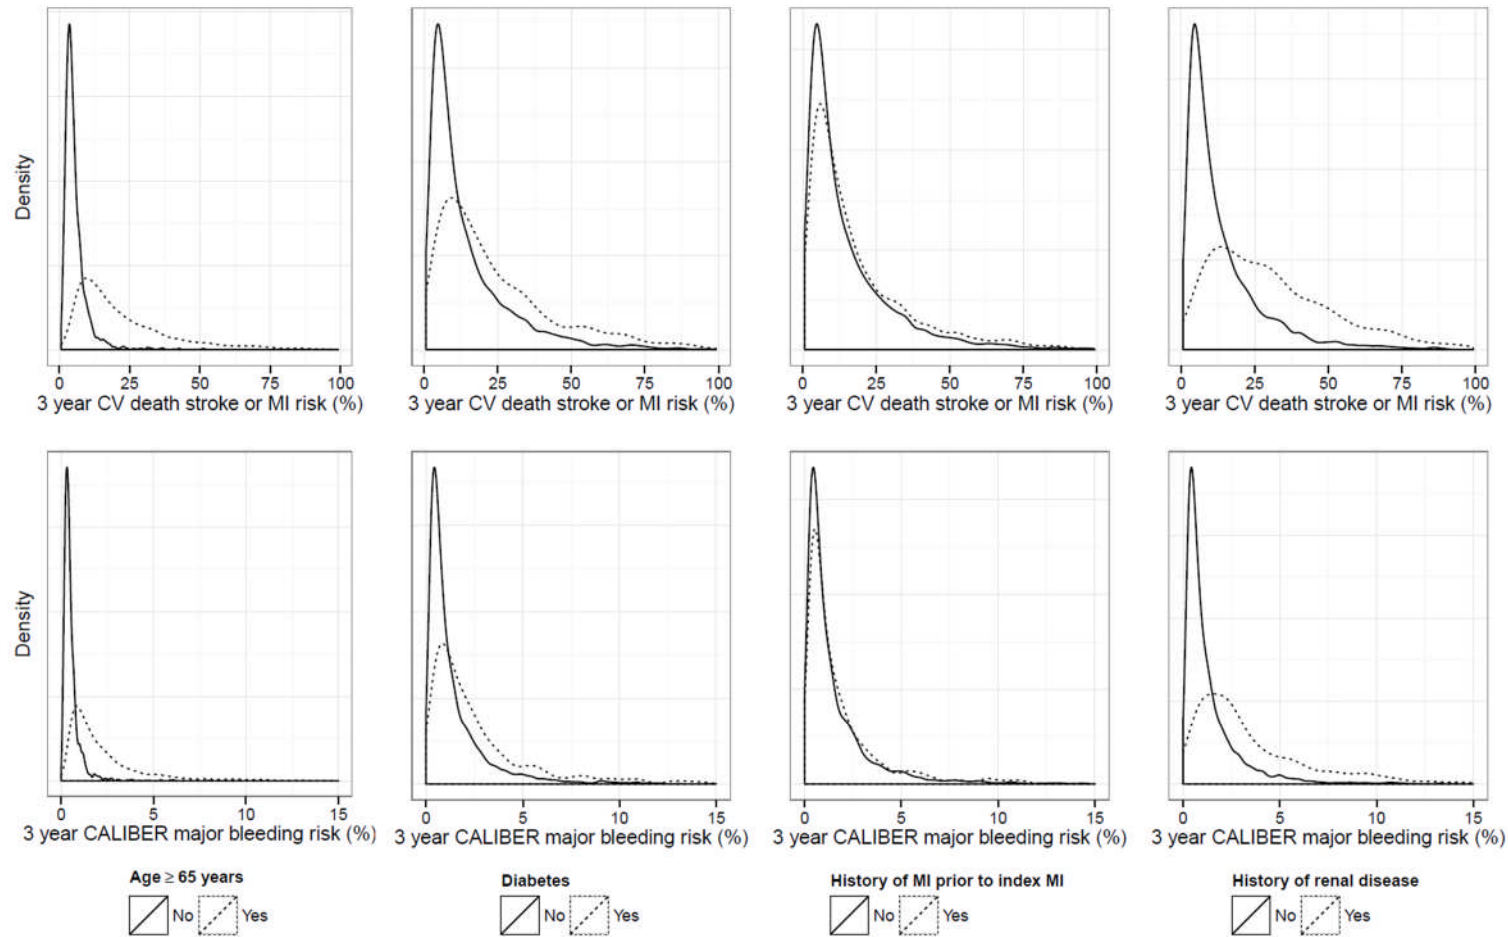 Density
0 25 50 75 100
3 year CV death stroke or MI risk (%)
0 25 50 75 100
3 year CV death stroke or MI risk (%)
0 25 50 75 100
3 year CV death stroke or MI risk (%)
0 25 50 75 100
3 year CV death stroke or MI risk (%)
Density
0 5 10 15
3 year CALIBER major bleeding risk (%)
0 5 10 15
3 year CALIBER major bleeding risk (%)
0 5 10 15
3 year CALIBER major bleeding risk (%)
0 5 10 15
3 year CALIBER major bleeding risk (%)
Age ≥ 65 years
No Yes
Diabetes
No Yes
History of MI prior to index MI
No Yes
History of renal disease
No Yes